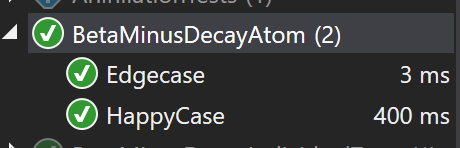 BetaMinusDecayAtom (2)
Edgecase 3 ms
HappyCase 400 ms